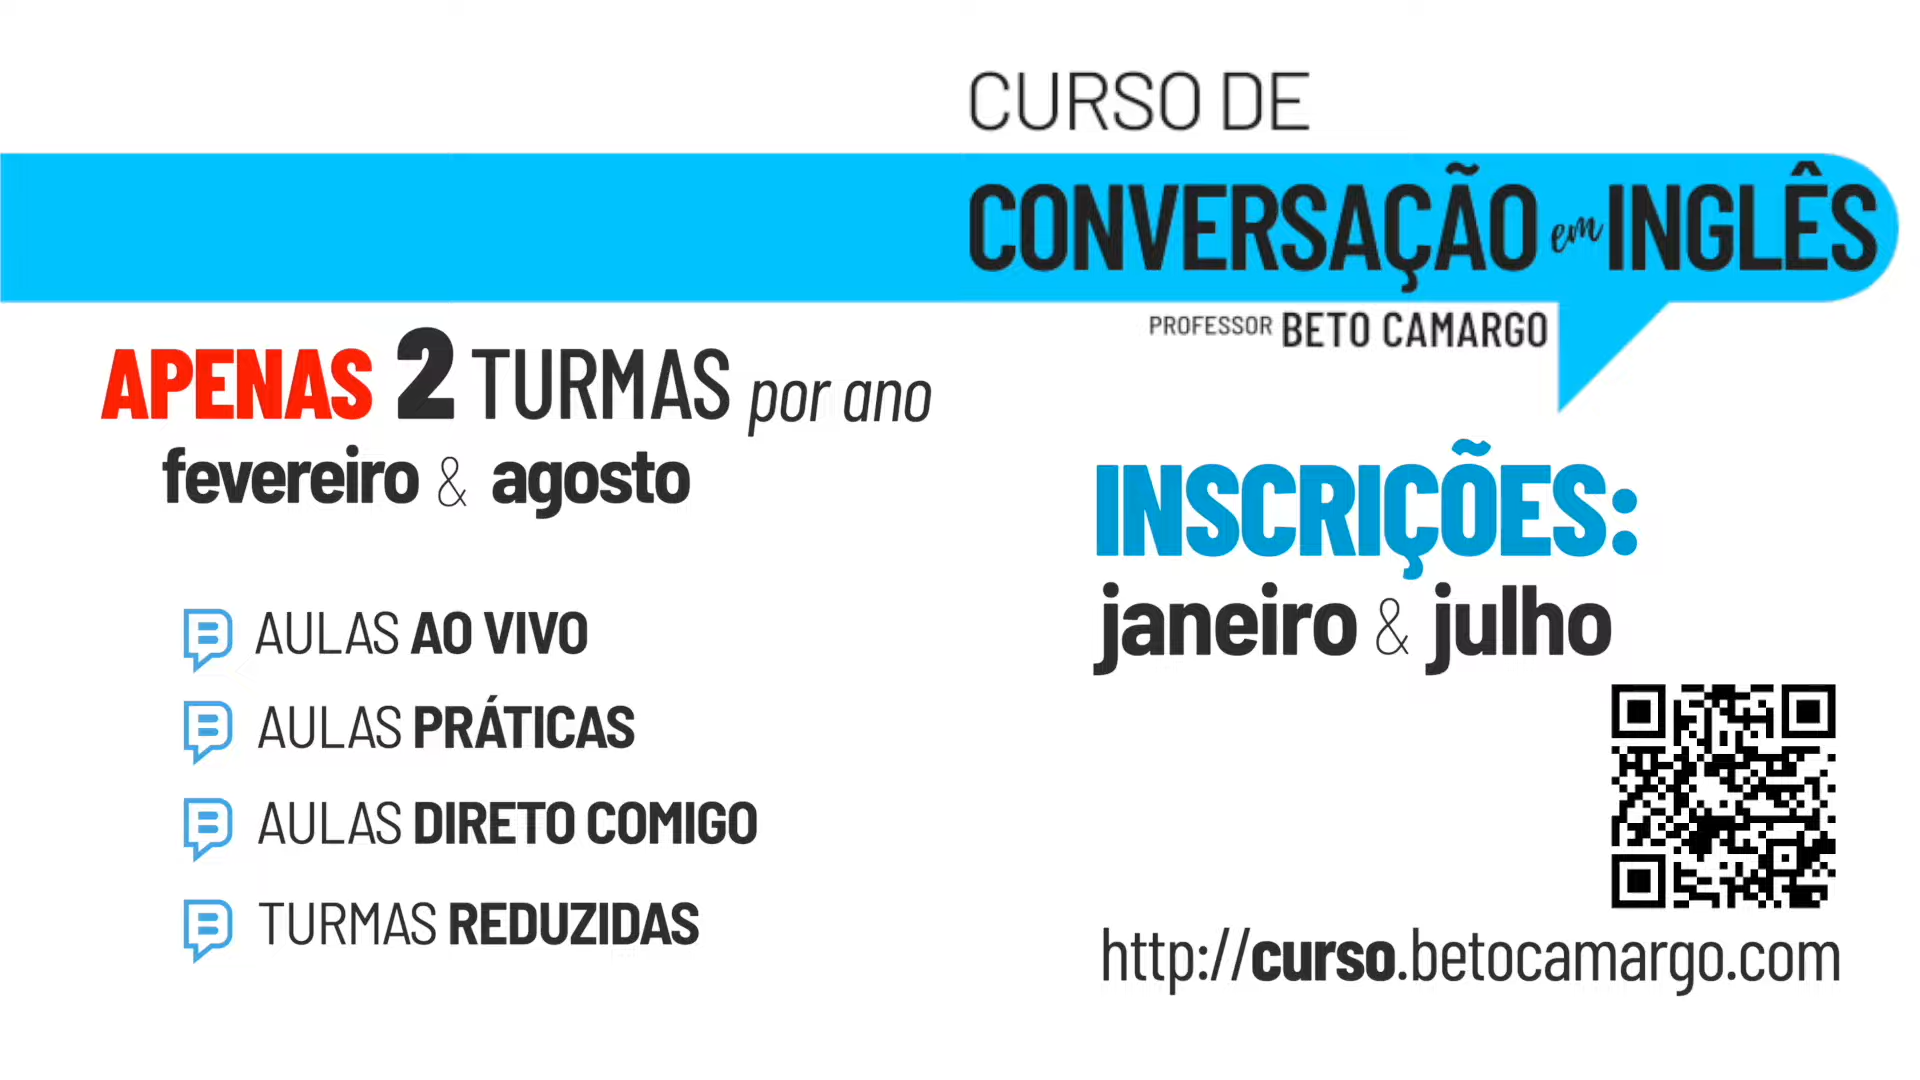 CURSO DE
CONVERSAÇÃO em INGLÊS
PROFESSOR BETO CAMARGO
APENAS 2 TURMAS por ano
fevereiro & agosto
AULAS AO VIVO
AULAS PRÁTICAS
AULAS DIRETO COMIGO
TURMAS REDUZIDAS
INSCRIÇÕES:
janeiro & julho
http://curso.betocamargo.com